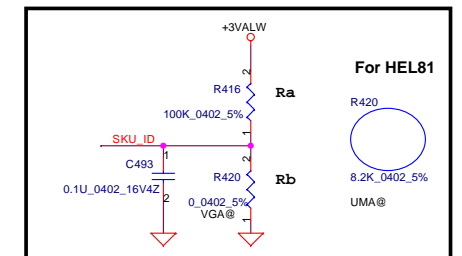 +3VALW
For HEL81
2
R416
Ra
R420
100K_0402_5%
1
SKU_ID
1
2
C493
R420
Rb
0.1U_0402_16V4Z
2
0_0402_5%
8.2K_0402_5%
VGA@
1
UMA@